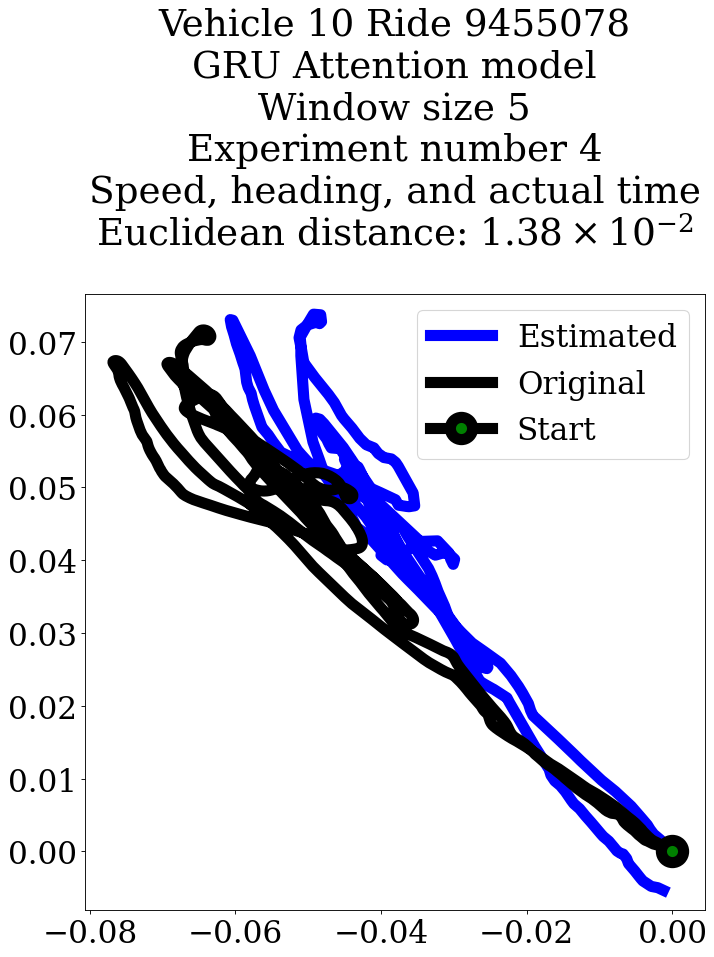 Vehicle 10 Ride 9455078
GRU Attention model
Window size 5
Experiment number 4
Speed, heading, and actual time
Euclidean distance: 1.38 × 10⁻²
Estimated
Original
Start
0.07
0.06
0.05
0.04
0.03
0.02
0.01
0.00
−0.08 −0.06 −0.04 −0.02 0.00